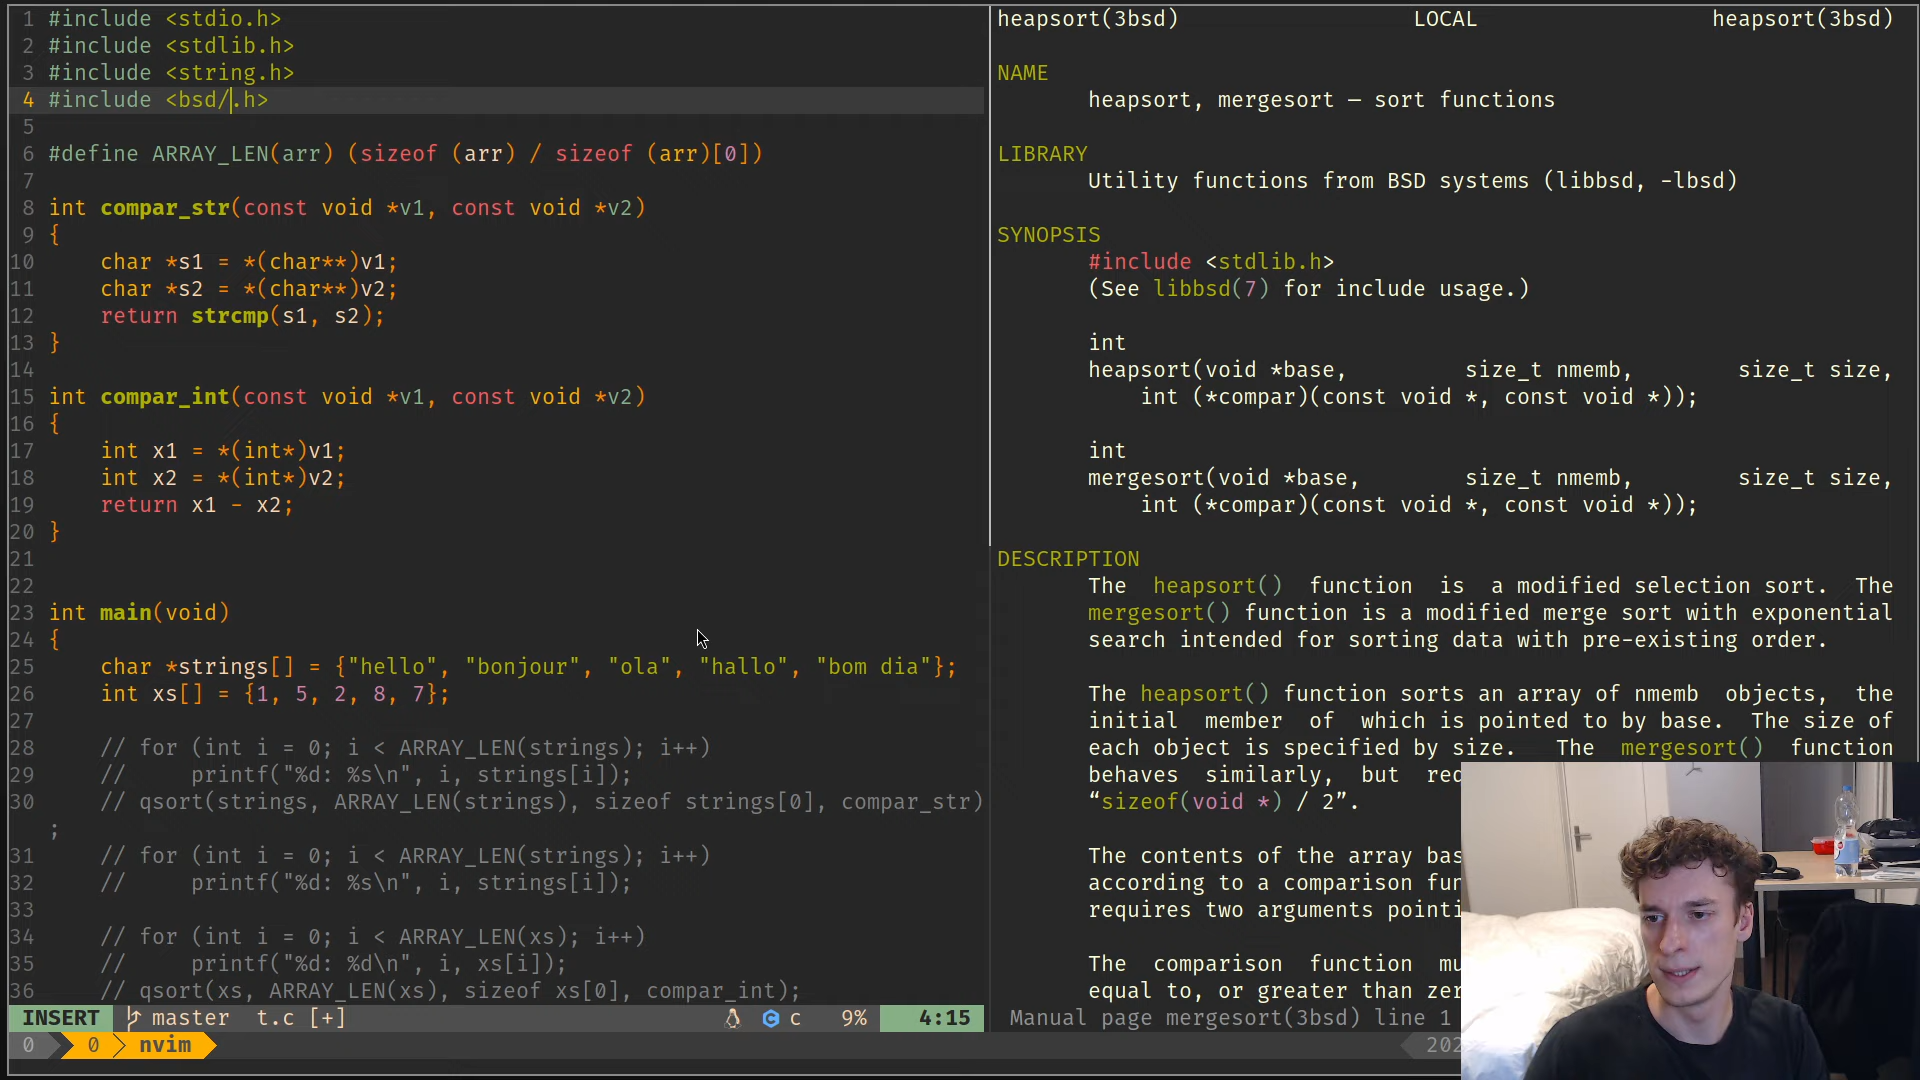 1 #include <stdio.h>
2 #include <stdlib.h>
3 #include <string.h>
4 #include <bsd/.h>
5
6 #define ARRAY_LEN(arr) (sizeof (arr) / sizeof (arr)[0])
7
8 int compar_str(const void *v1, const void *v2)
9 {
10     char *s1 = *(char**)v1;
11     char *s2 = *(char**)v2;
12     return strcmp(s1, s2);
13 }
14
15 int compar_int(const void *v1, const void *v2)
16 {
17     int x1 = *(int*)v1;
18     int x2 = *(int*)v2;
19     return x1 - x2;
20 }
21
22
23 int main(void)
24 {
25     char *strings[] = {"hello", "bonjour", "ola", "hallo", "bom dia"};
26     int xs[] = {1, 5, 2, 8, 7};
27
28     // for (int i = 0; i < ARRAY_LEN(strings); i++)
29     //     printf("%d: %s\n", i, strings[i]);
30     // qsort(strings, ARRAY_LEN(strings), sizeof strings[0], compar_str)
;
31     // for (int i = 0; i < ARRAY_LEN(strings); i++)
32     //     printf("%d: %s\n", i, strings[i]);
33
34     // for (int i = 0; i < ARRAY_LEN(xs); i++)
35     //     printf("%d: %d\n", i, xs[i]);
36     // qsort(xs, ARRAY_LEN(xs), sizeof xs[0], compar_int);
INSERT master t.c [+] c 9% 4:15
heapsort(3bsd) LOCAL heapsort(3bsd)
NAME
heapsort, mergesort — sort functions
LIBRARY
Utility functions from BSD systems (libbsd, -lbsd)
SYNOPSIS
#include <stdlib.h>
(See libbsd(7) for include usage.)
int
heapsort(void *base, size_t nmemb, size_t size,
int (*compar)(const void *, const void *));
int
mergesort(void *base, size_t nmemb, size_t size,
int (*compar)(const void *, const void *));
DESCRIPTION
The heapsort() function is a modified selection sort. The
mergesort() function is a modified merge sort with exponential
search intended for sorting data with pre-existing order.
The heapsort() function sorts an array of nmemb objects, the
initial member of which is pointed to by base. The size of
each object is specified by size. The mergesort() function
behaves similarly, but
“sizeof(void *) / 2”.
The contents of the array
according to a comparison
requires two arguments
The comparison function
equal to, or greater than
Manual page mergesort(3bsd) line 1
0 0 nvim